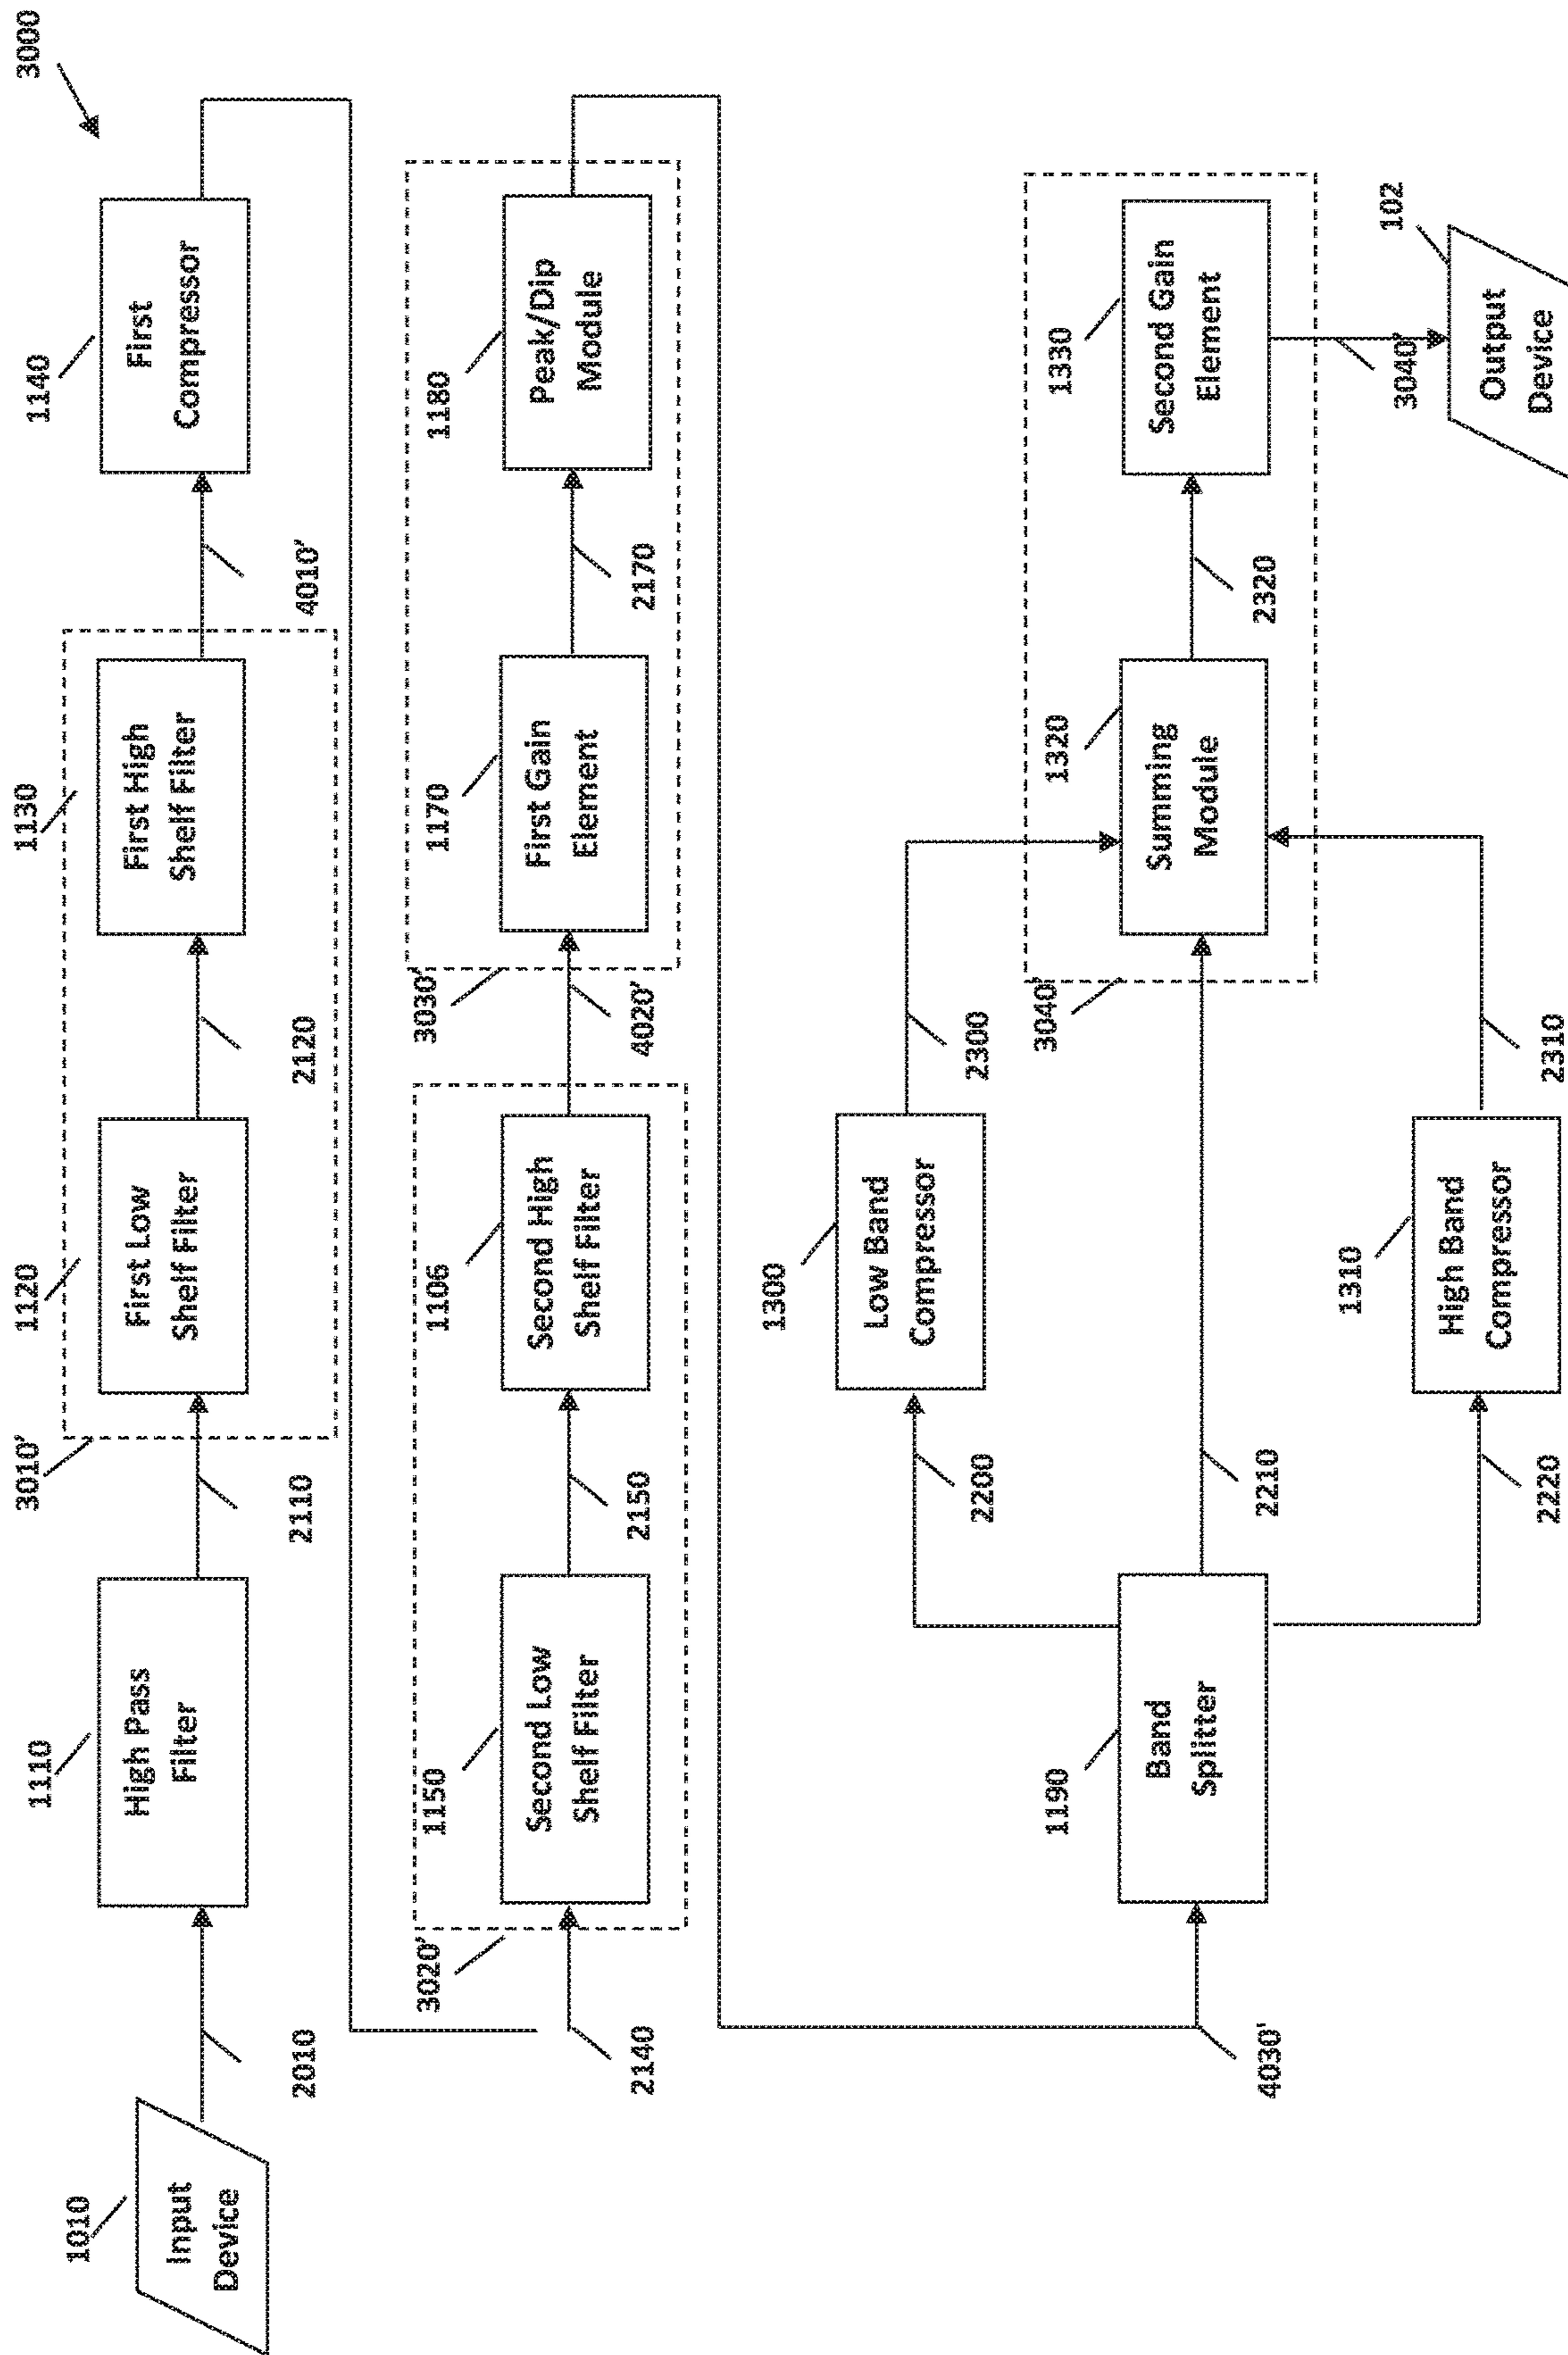 3000
1010
1110
3010'
1120
1130
1140
Input
Device
High Pass
Filter
First Low
Shelf Filter
First High
Shelf Filter
First
Compressor
2010
2110
2120
4010'
3020'
1150
1106
3030'
1170
1180
Second Low
Shelf Filter
Second High
Shelf Filter
First Gain
Element
Peak/Dip
Module
2140
2150
4020'
2170
1300
Low Band
Compressor
2200
2300
1190
3040'
1320
1330
Band
Splitter
Summing
Module
Second Gain
Element
4030'
2210
2320
1310
3040'
102
High Band
Compressor
Output
Device
2220
2310